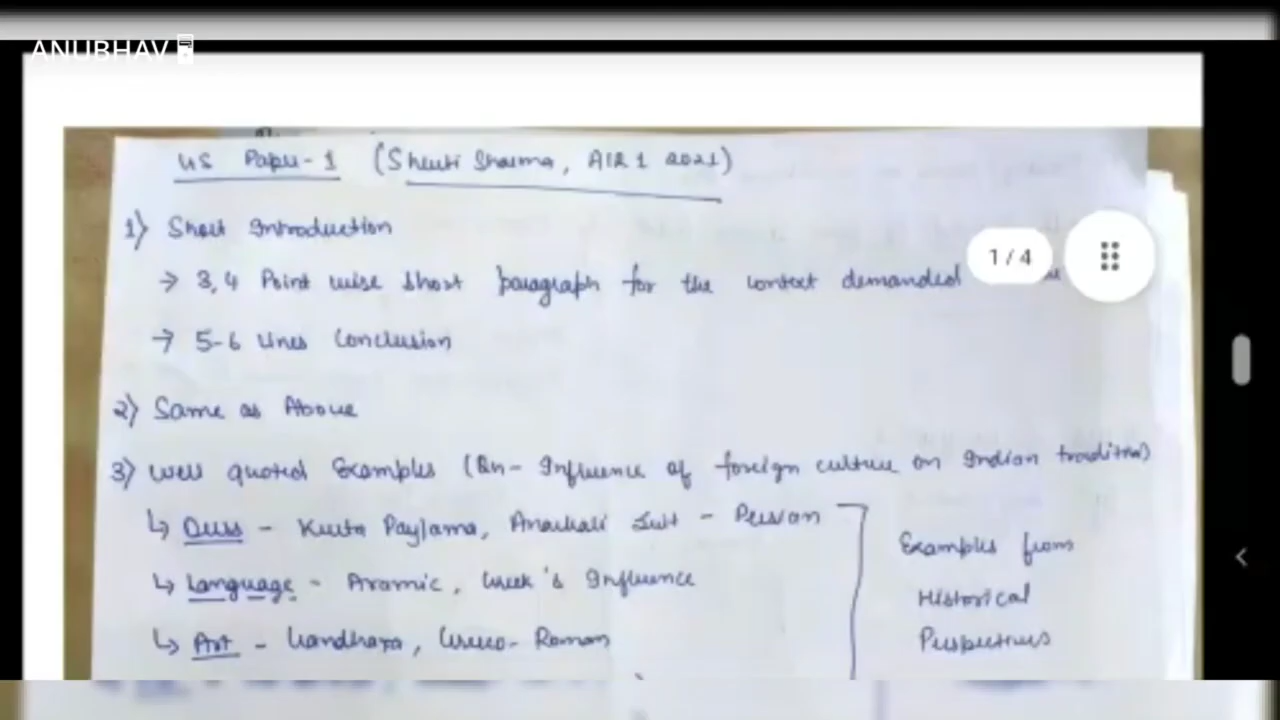 ANUBHAV
GS Paper-1 (Shruti Sharma, AIR 1 2021)
1) Short Introduction
→ 3,4 Point wise short paragraph for the context demanded
1 / 4
→ 5-6 Lines Conclusion
2) Same as Above
3) Well quoted Examples (Qn- Influence of foreign culture on Indian tradition)
↳ Dress - Kurta Payjama, Anarkali Suit - Persian
↳ Language - Aramic, Greek's Influence
↳ Art - Gandhara, Greco-Roman
Examples from
Historical
Perspectives